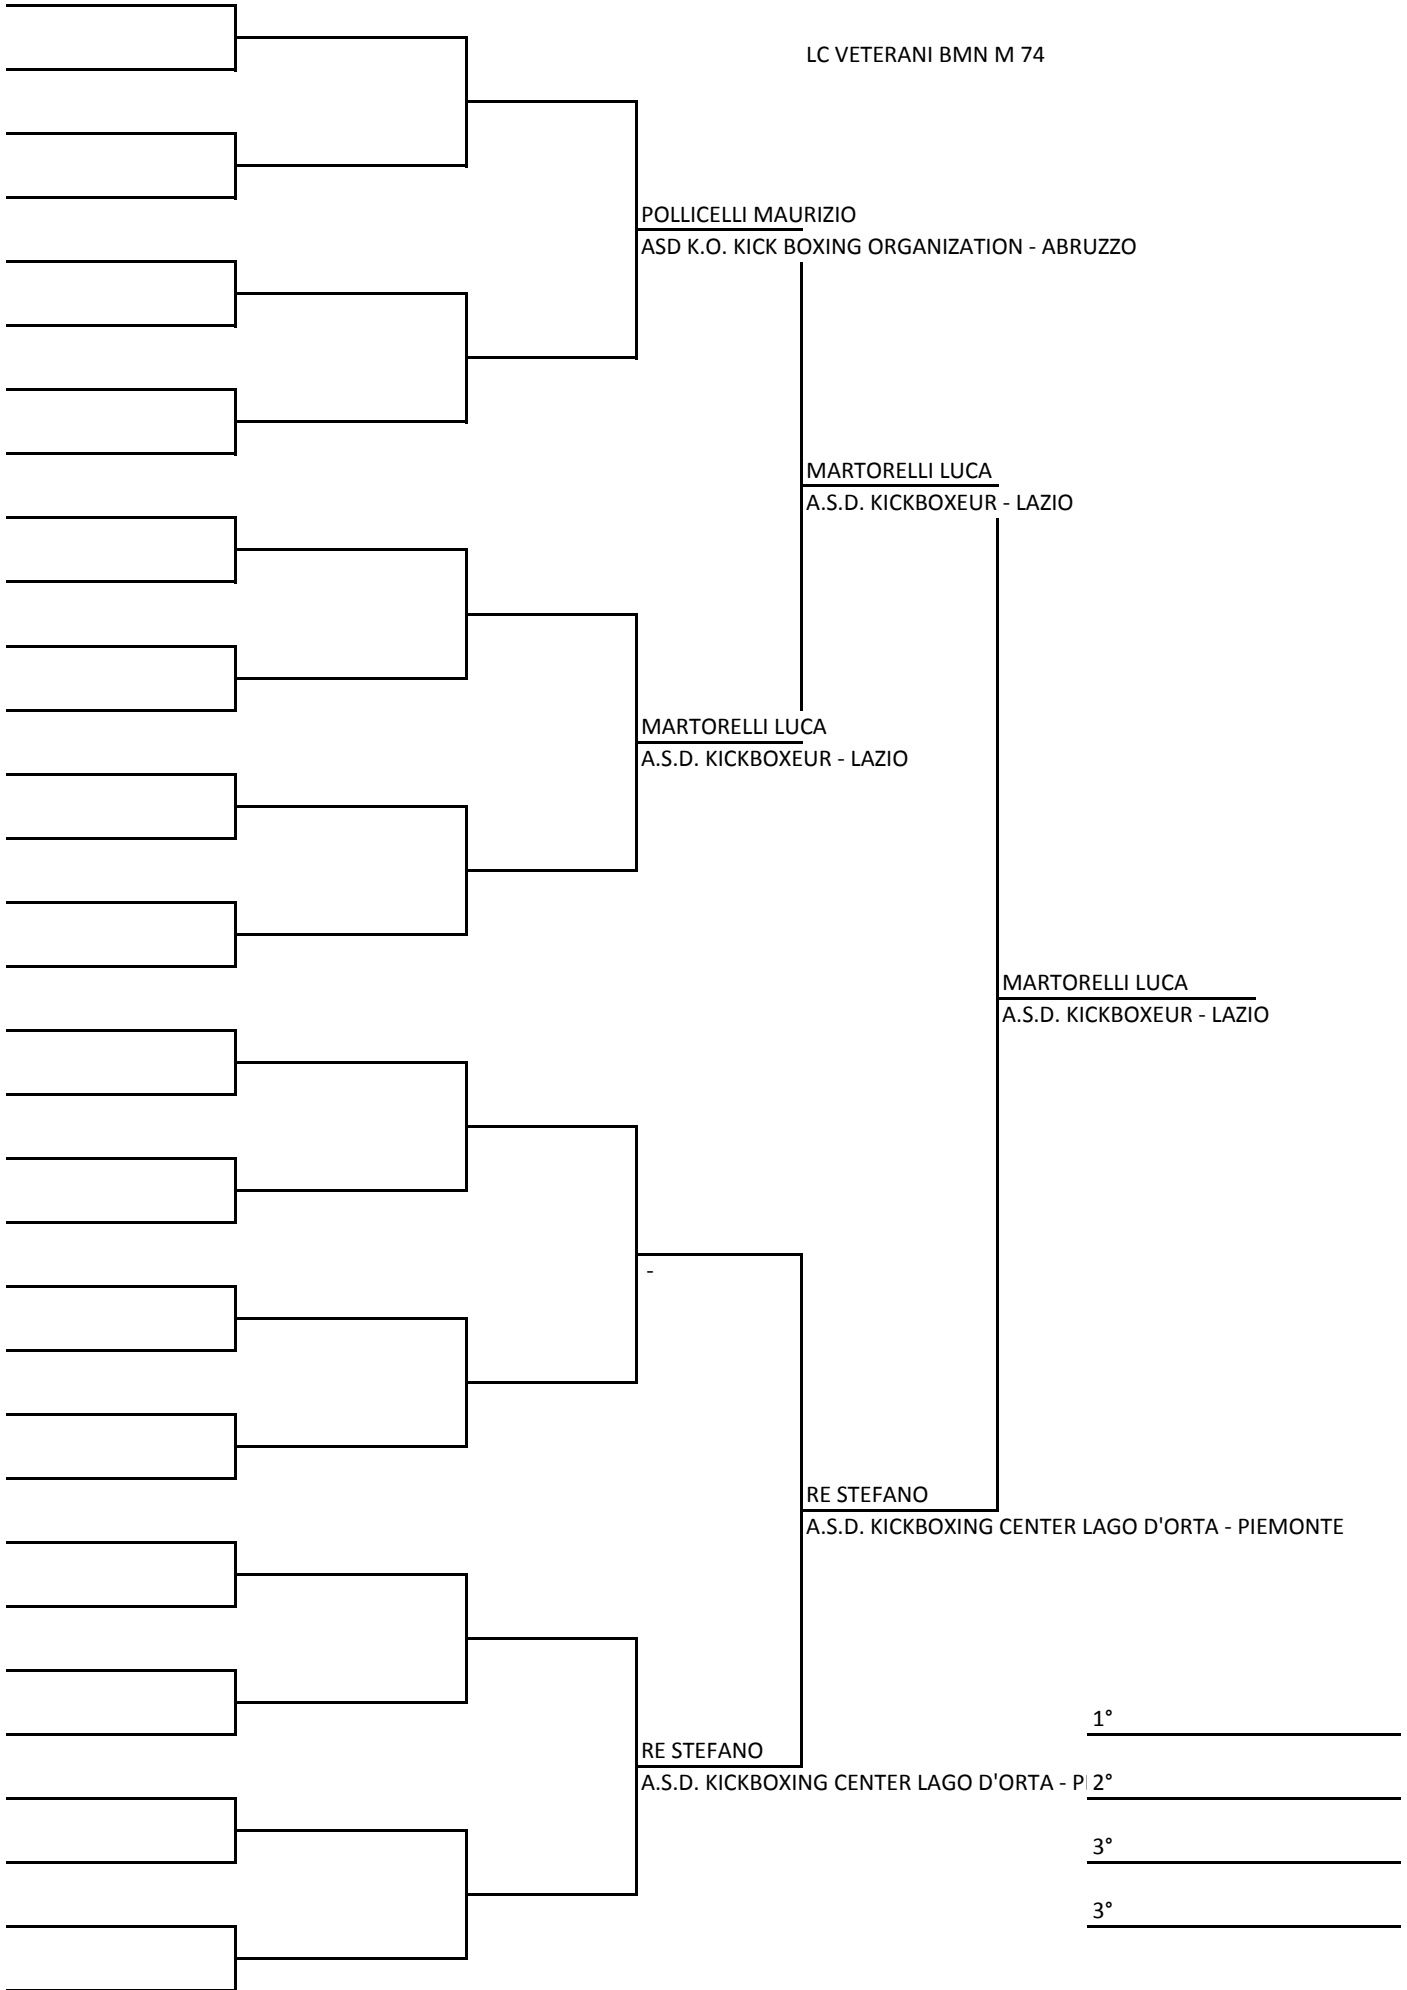 LC VETERANI BMN M 74
POLLICELLI MAURIZIO
ASD K.O. KICK BOXING ORGANIZATION - ABRUZZO
MARTORELLI LUCA
A.S.D. KICKBOXEUR - LAZIO
MARTORELLI LUCA
A.S.D. KICKBOXEUR - LAZIO
MARTORELLI LUCA
A.S.D. KICKBOXEUR - LAZIO
-
RE STEFANO
A.S.D. KICKBOXING CENTER LAGO D'ORTA - PIEMONTE
1°
RE STEFANO
A.S.D. KICKBOXING CENTER LAGO D'ORTA - P
2°
3°
3°